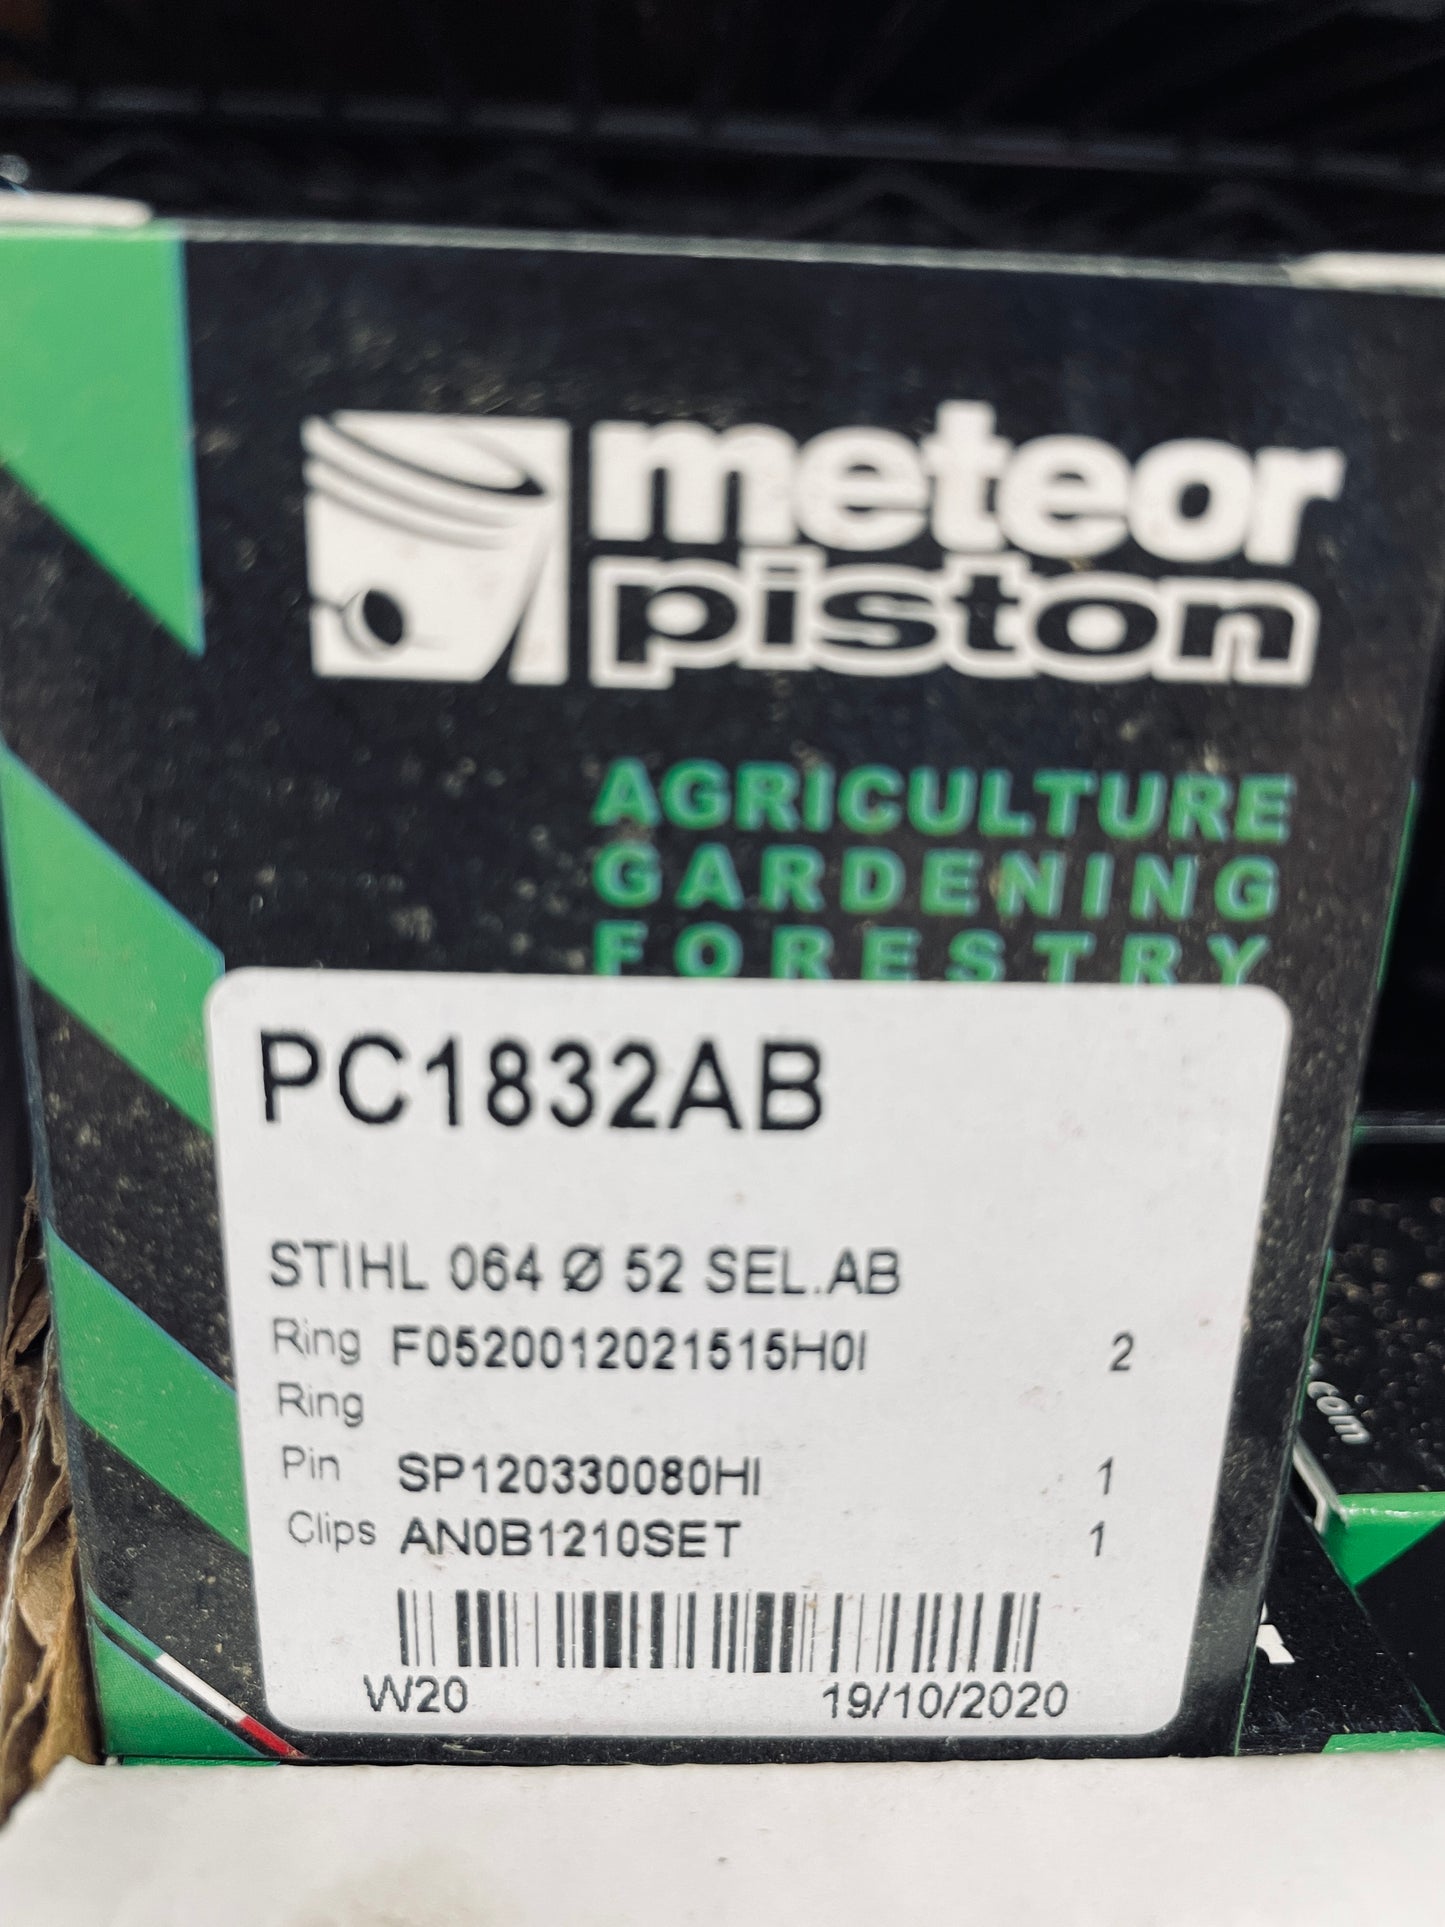 meteor
piston
AGRICULTURE
GARDENING
FORESTRY
PC1832AB
STIHL 064 Ø 52 SEL.AB
Ring F0520012021515H0I 2
Ring
Pin SP120330080HI 1
Clips AN0B1210SET 1
W20 19/10/2020
.com